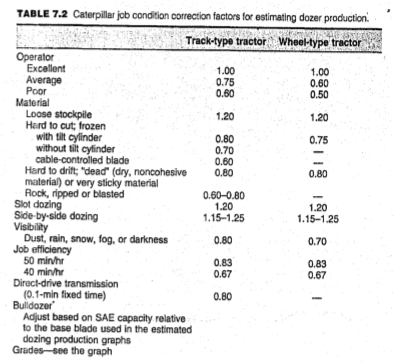 TABLE 7.2 Caterpillar job condition correction factors for estimating dozer production.
Track-type tractor Wheel-type tractor
Operator
Excellent 1.00 1.00
Average 0.75 0.60
Poor 0.60 0.50
Material
Loose stockpile 1.20 1.20
Hard to cut; frozen
with tilt cylinder 0.80 0.75
without tilt cylinder 0.70 —
cable-controlled blade 0.60 —
Hard to drift; "dead" (dry, noncohesive 0.80 0.80
material) or very sticky material
Rock, ripped or blasted 0.60–0.80 —
Slot dozing 1.20 1.20
Side-by-side dozing 1.15–1.25 1.15–1.25
Visibility
Dust, rain, snow, fog, or darkness 0.80 0.70
Job efficiency
50 min/hr 0.83 0.83
40 min/hr 0.67 0.67
Direct-drive transmission
(0.1-min fixed time) 0.80 —
Bulldozer*
Adjust based on SAE capacity relative
to the base blade used in the estimated
dozing production graphs
Grades—see the graph